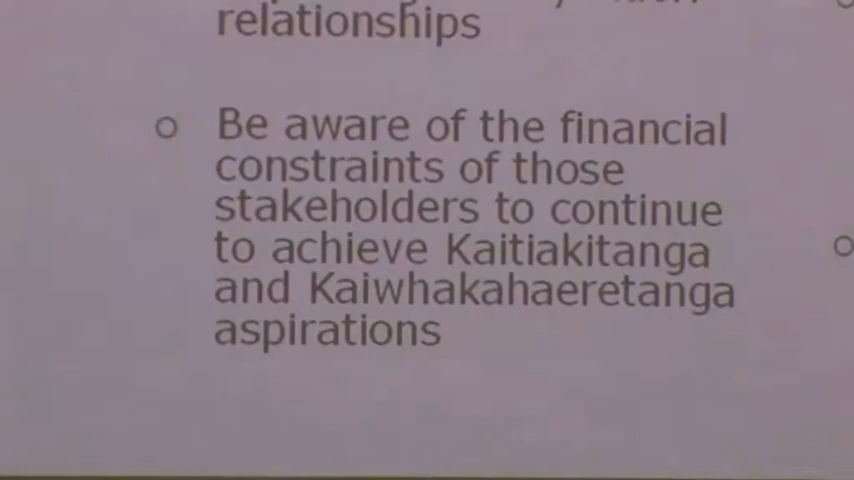 relationships
o Be aware of the financial
constraints of those
stakeholders to continue
to achieve Kaitiakitanga
and Kaiwhakahaeretanga
aspirations